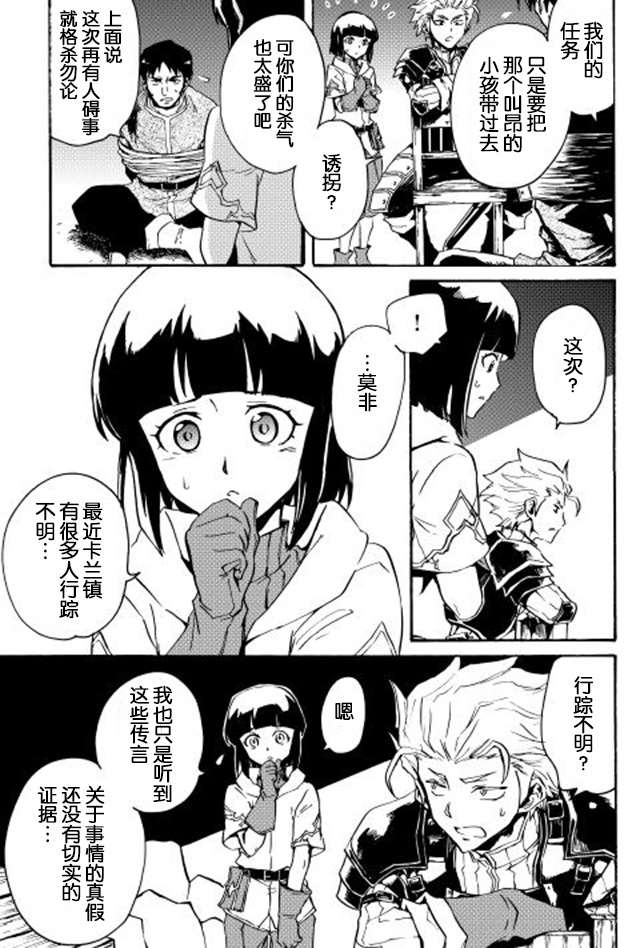 我们的
任务
只是要把
那个叫昂的
小孩带过去
诱拐？
可你们的杀气
也太盛了吧
上面说
这次再有人碍事
就格杀勿论
这次？
！
…莫非
最近卡兰镇
有很多人行踪
不明…
行踪不明？
嗯
我也只是听到
这些传言
关于事情的真假
还没有切实的
证据…